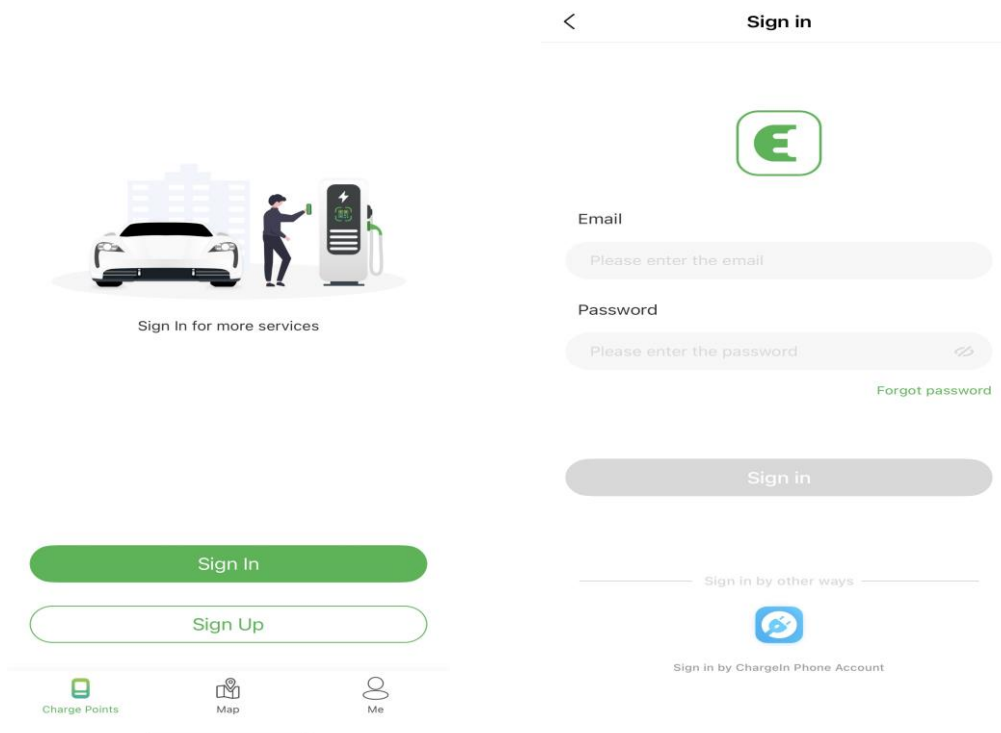 Sign In for more services
Sign In
Sign Up
Charge Points
Map
Me
Sign in
Email
Please enter the email
Password
Please enter the password
Forgot password
Sign in
Sign in by other ways
Sign in by ChargeIn Phone Account